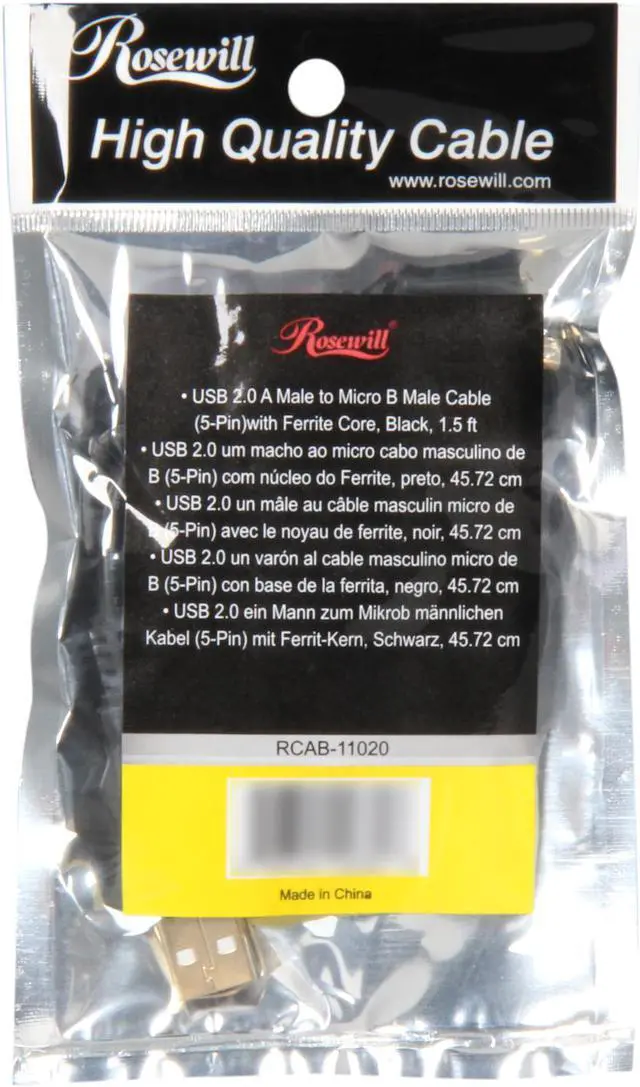 Rosewill
High Quality Cable
www.rosewill.com
Rosewill®
• USB 2.0 A Male to Micro B Male Cable
(5-Pin)with Ferrite Core, Black, 1.5 ft
• USB 2.0 um macho ao micro cabo masculino de
B (5-Pin) com núcleo do Ferrite, preto, 45.72 cm
• USB 2.0 un mâle au câble masculin micro de
B (5-Pin) avec le noyau de ferrite, noir, 45.72 cm
• USB 2.0 un varón al cable masculino micro de
B (5-Pin) con base de la ferrita, negro, 45.72 cm
• USB 2.0 ein Mann zum Mikrob männlichen
Kabel (5-Pin) mit Ferrit-Kern, Schwarz, 45.72 cm
RCAB-11020
Made in China